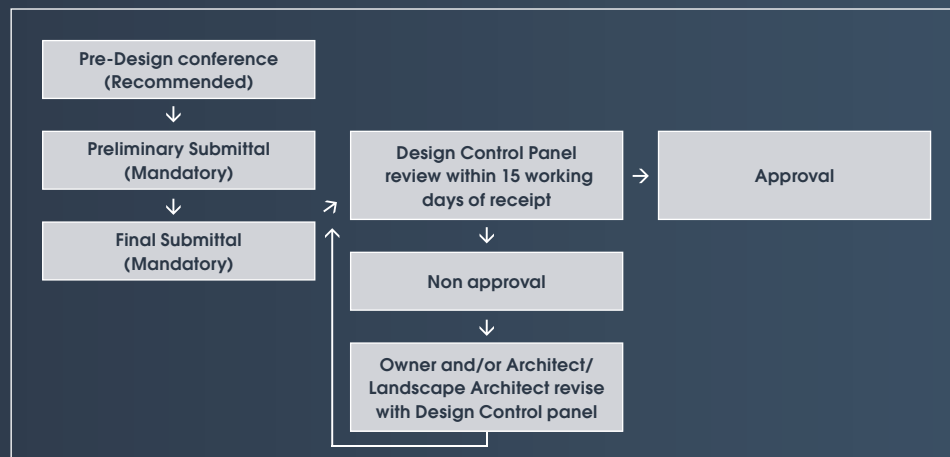 Pre-Design conference
(Recommended)
Preliminary Submittal
(Mandatory)
Final Submittal
(Mandatory)
Design Control Panel
review within 15 working
days of receipt
Approval
Non approval
Owner and/or Architect/
Landscape Architect revise
with Design Control panel